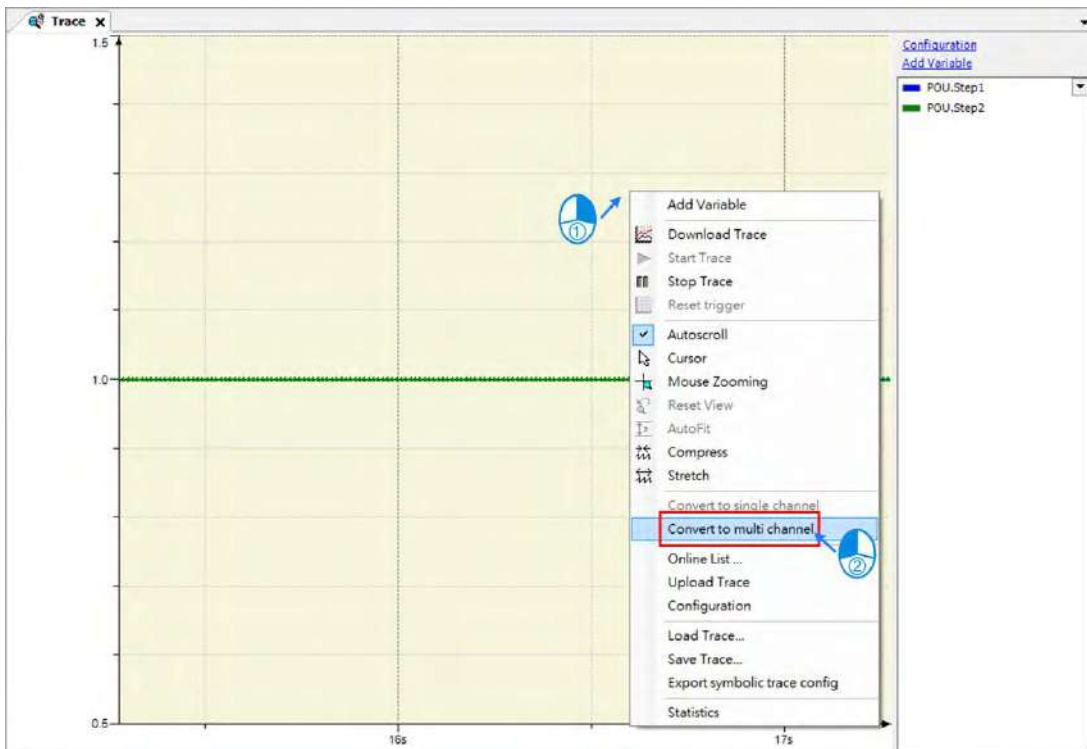 Trace
1.5
1.0
0.5
16s
17s
Configuration
Add Variable
POU.Step1
POU.Step2
①
Add Variable
Download Trace
Start Trace
Stop Trace
Reset trigger
Autoscroll
Cursor
Mouse Zooming
Reset View
AutoFit
Compress
Stretch
Convert to single channel
Convert to multi channel
②
Online List ...
Upload Trace
Configuration
Load Trace...
Save Trace...
Export symbolic trace config
Statistics